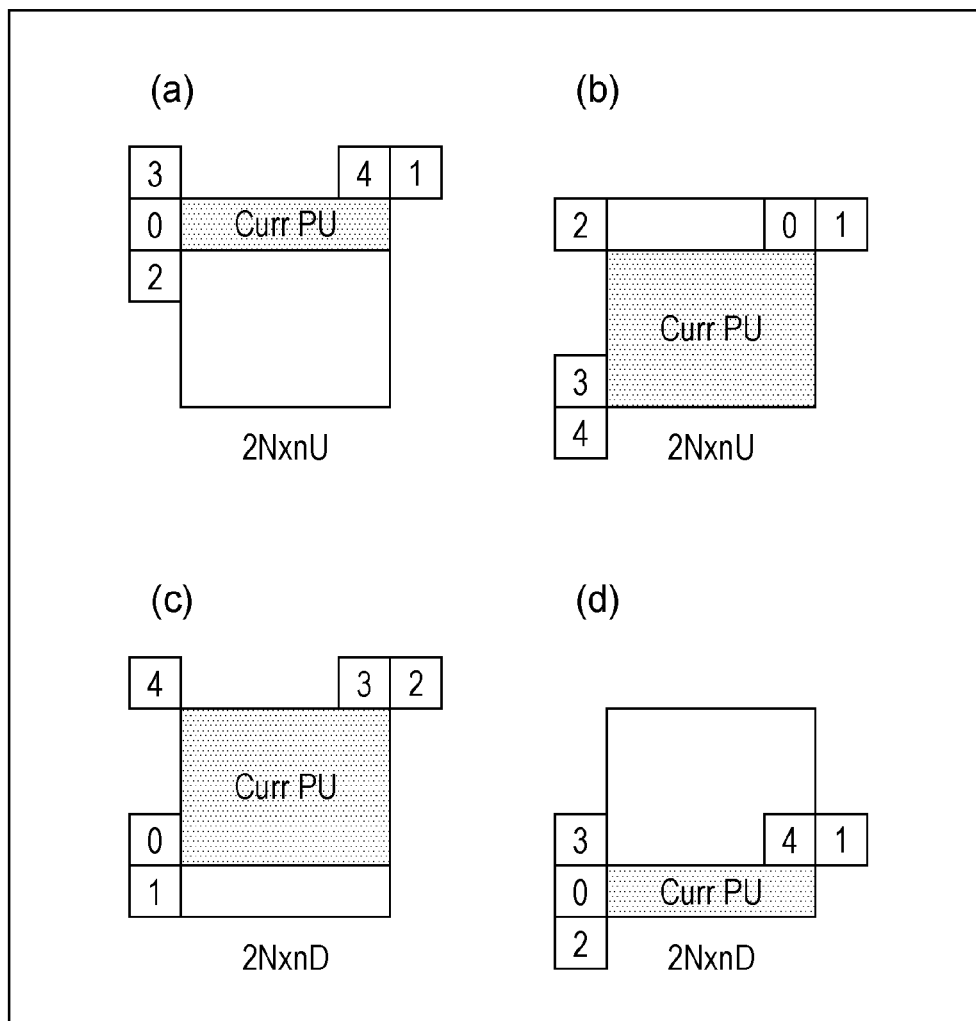 (a)
3 4 1
0 Curr PU
2
2NxnU
(b)
2 0 1
Curr PU
3
4
2NxnU
(c)
4 3 2
Curr PU
0
1
2NxnD
(d)
3 4 1
0 Curr PU
2
2NxnD